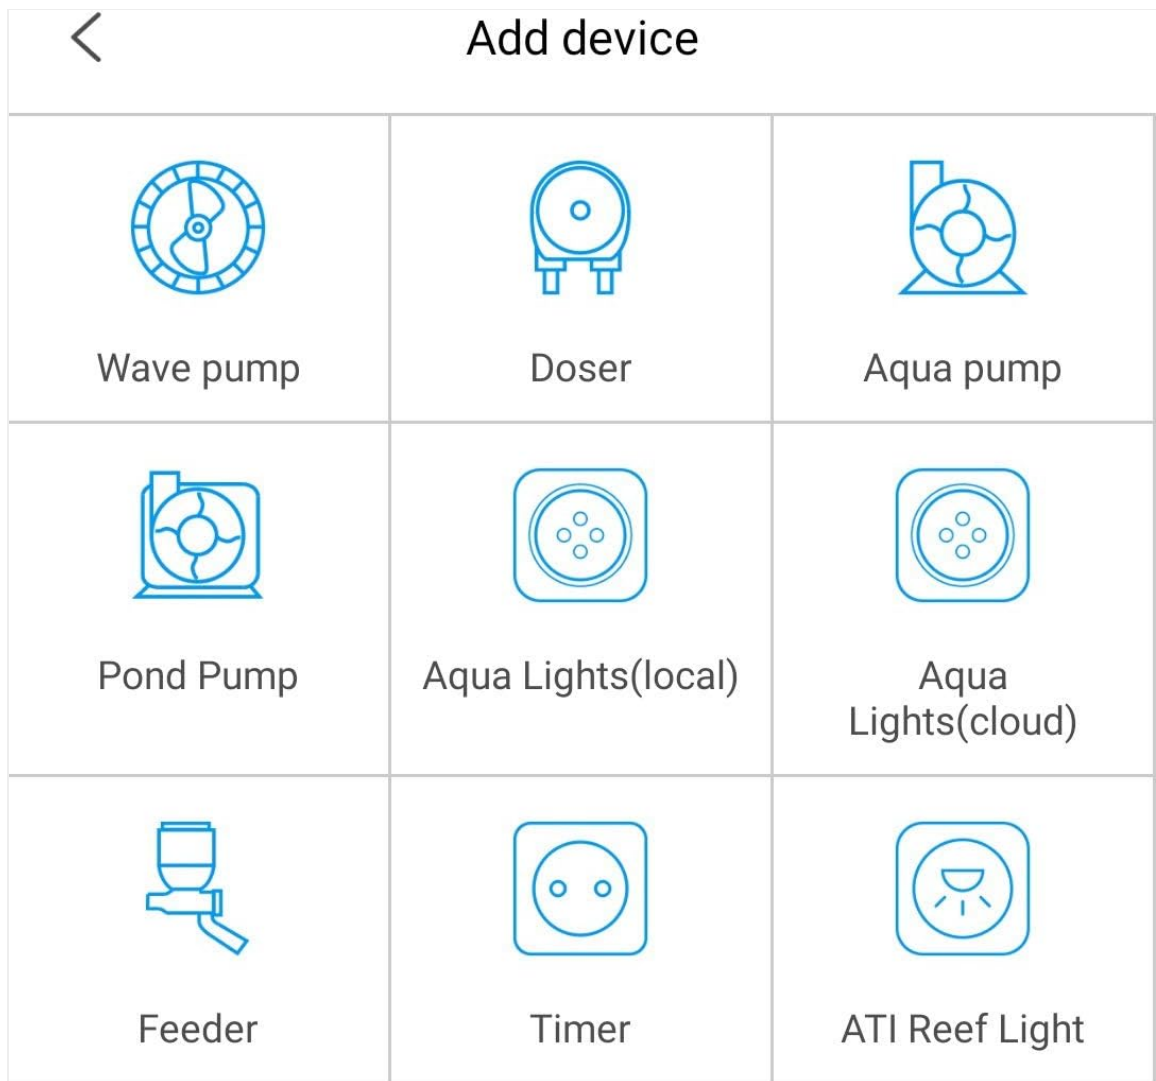 Add device
Wave pump
Doser
Aqua pump
Pond Pump
Aqua Lights(local)
Aqua
Lights(cloud)
Feeder
Timer
ATI Reef Light